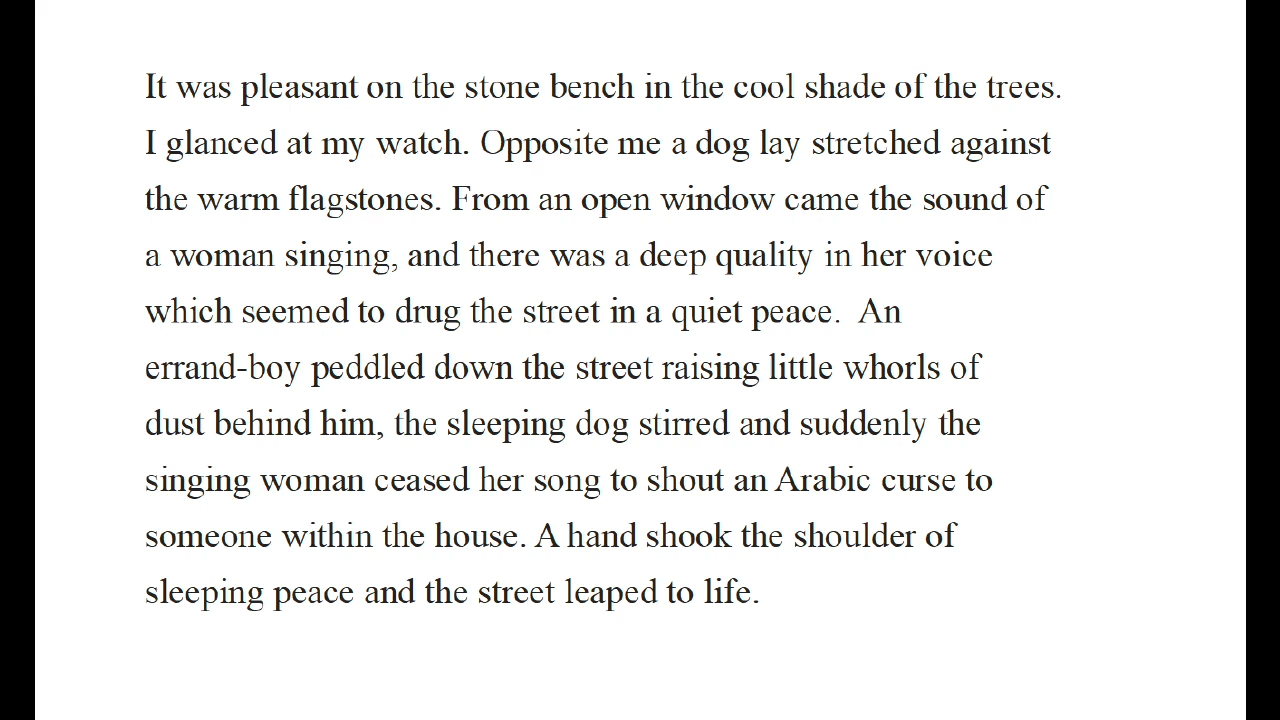 It was pleasant on the stone bench in the cool shade of the trees.
I glanced at my watch. Opposite me a dog lay stretched against
the warm flagstones. From an open window came the sound of
a woman singing, and there was a deep quality in her voice
which seemed to drug the street in a quiet peace.  An
errand-boy peddled down the street raising little whorls of
dust behind him, the sleeping dog stirred and suddenly the
singing woman ceased her song to shout an Arabic curse to
someone within the house. A hand shook the shoulder of
sleeping peace and the street leaped to life.